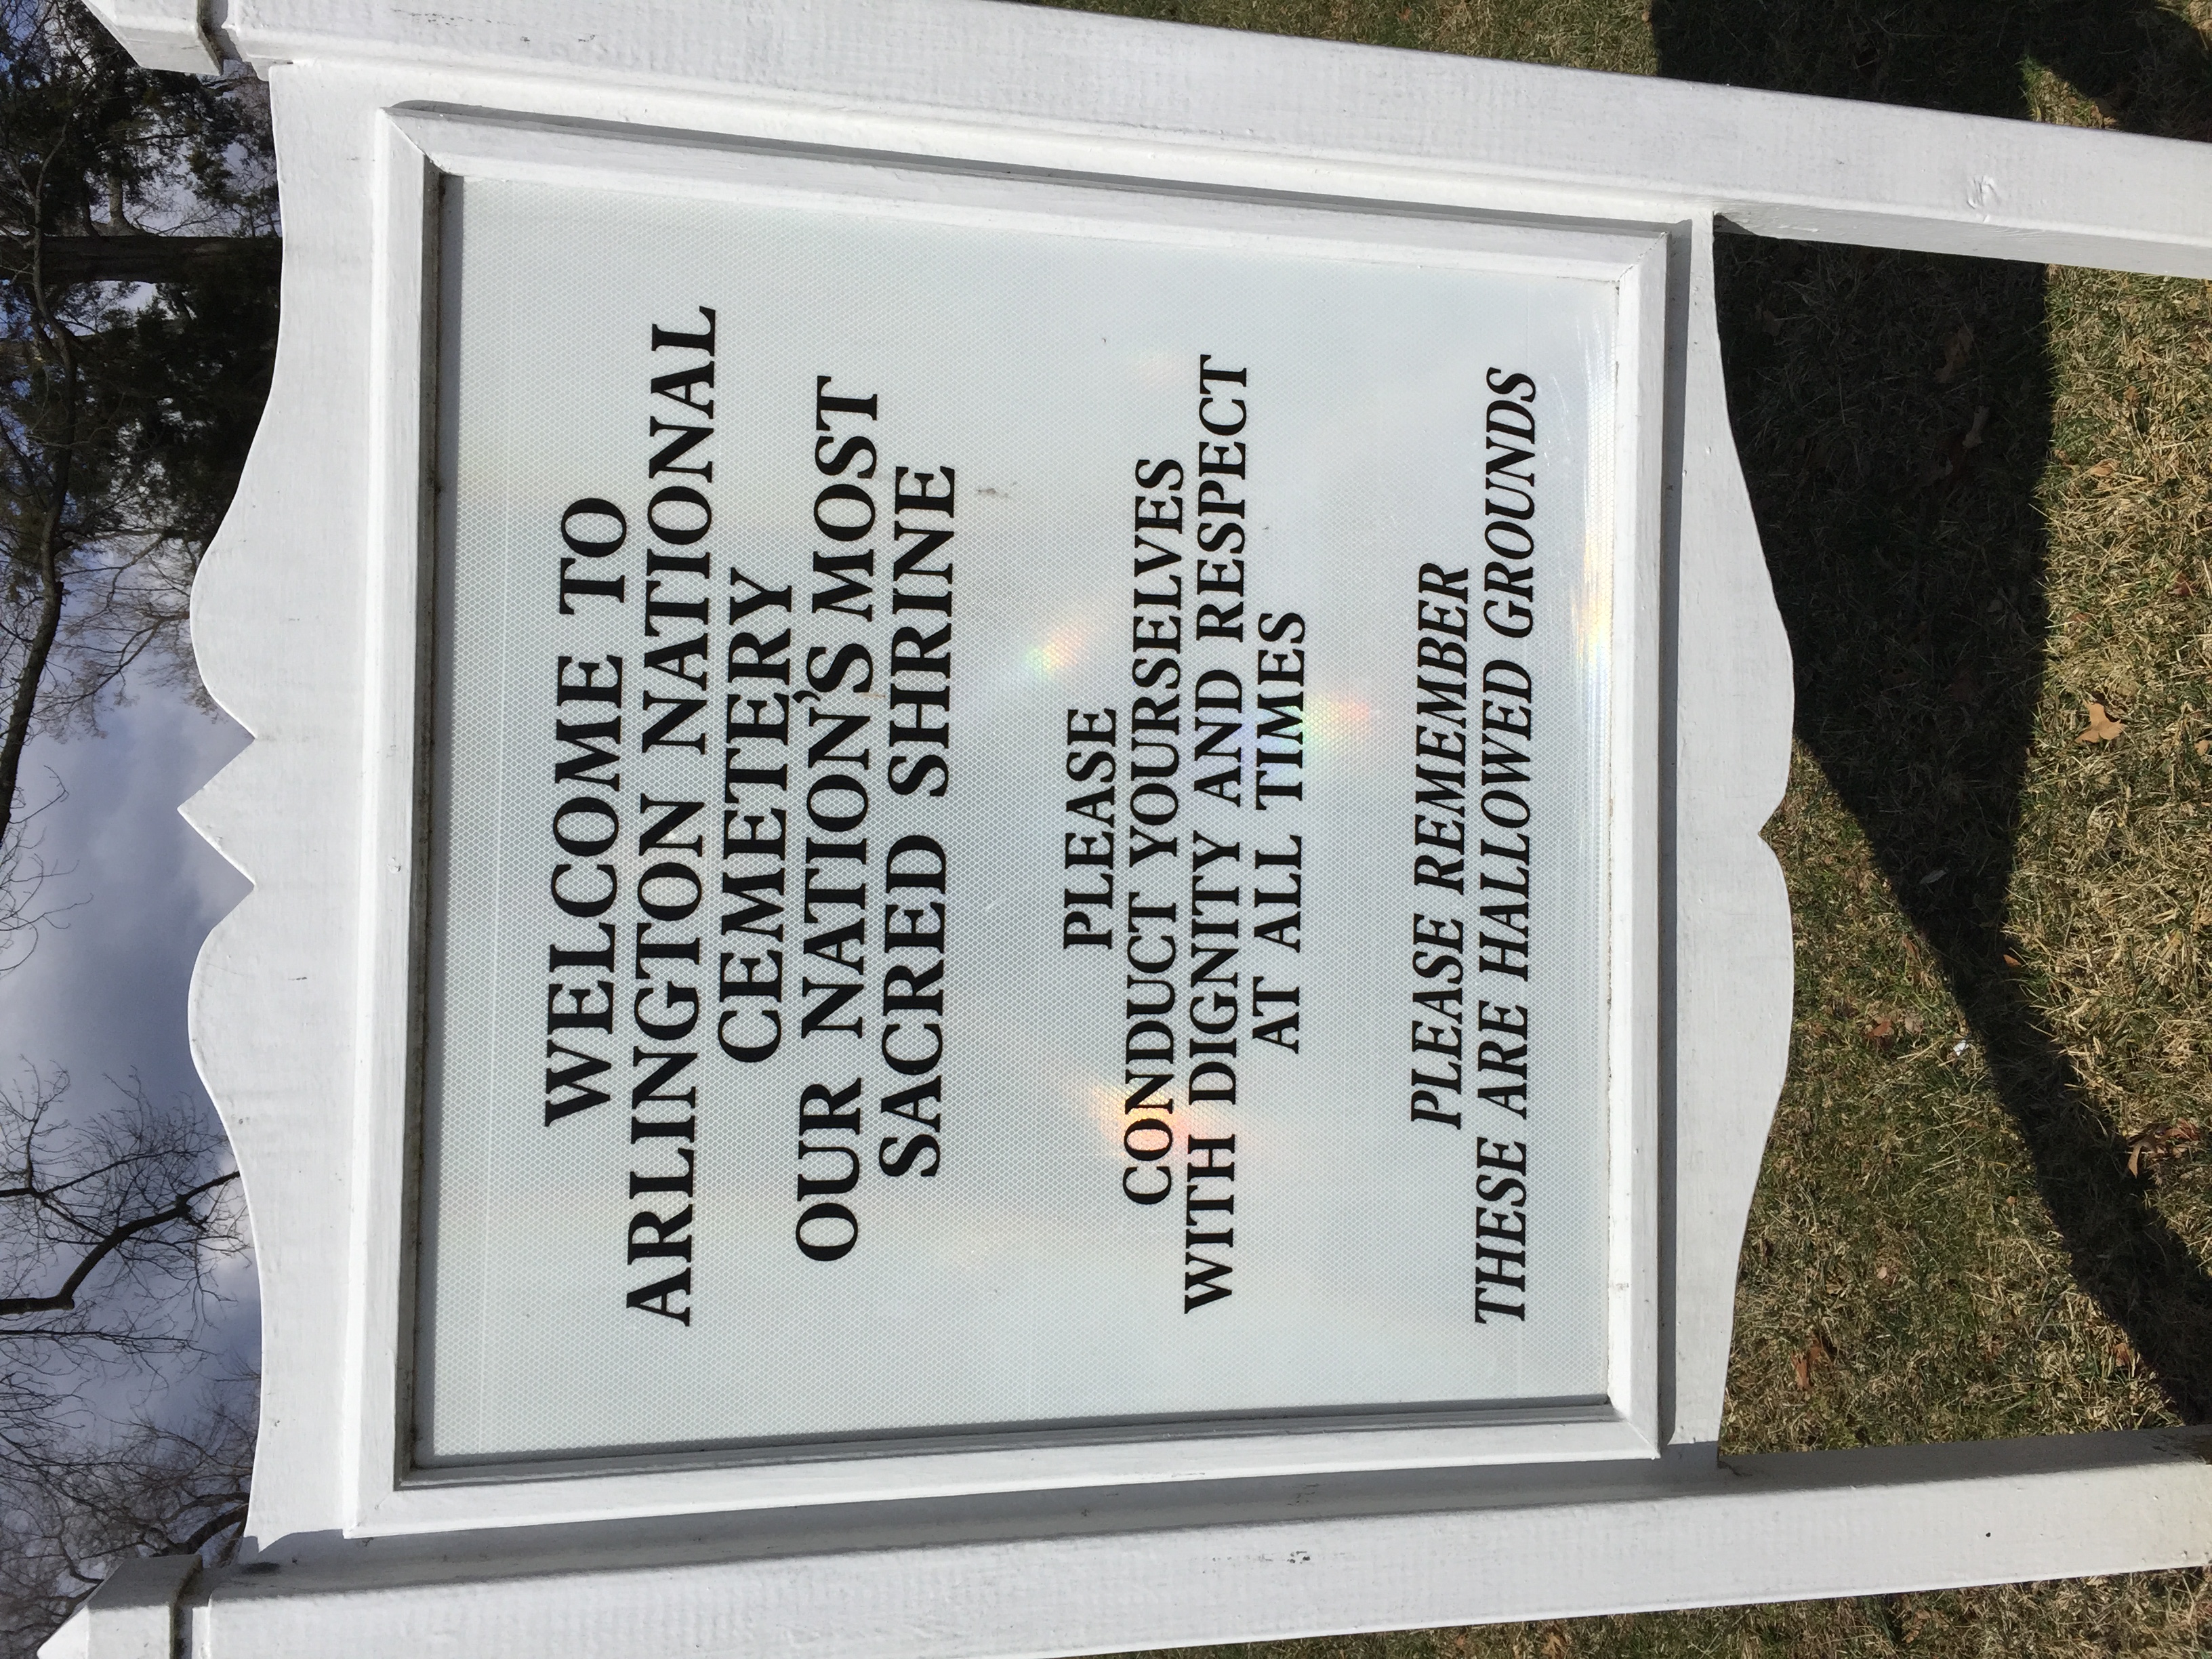 WELCOME TO
ARLINGTON NATIONAL
CEMETERY
OUR NATION'S MOST
SACRED SHRINE
PLEASE
CONDUCT YOURSELVES
WITH DIGNITY AND RESPECT
AT ALL TIMES
PLEASE REMEMBER
THESE ARE HALLOWED GROUNDS